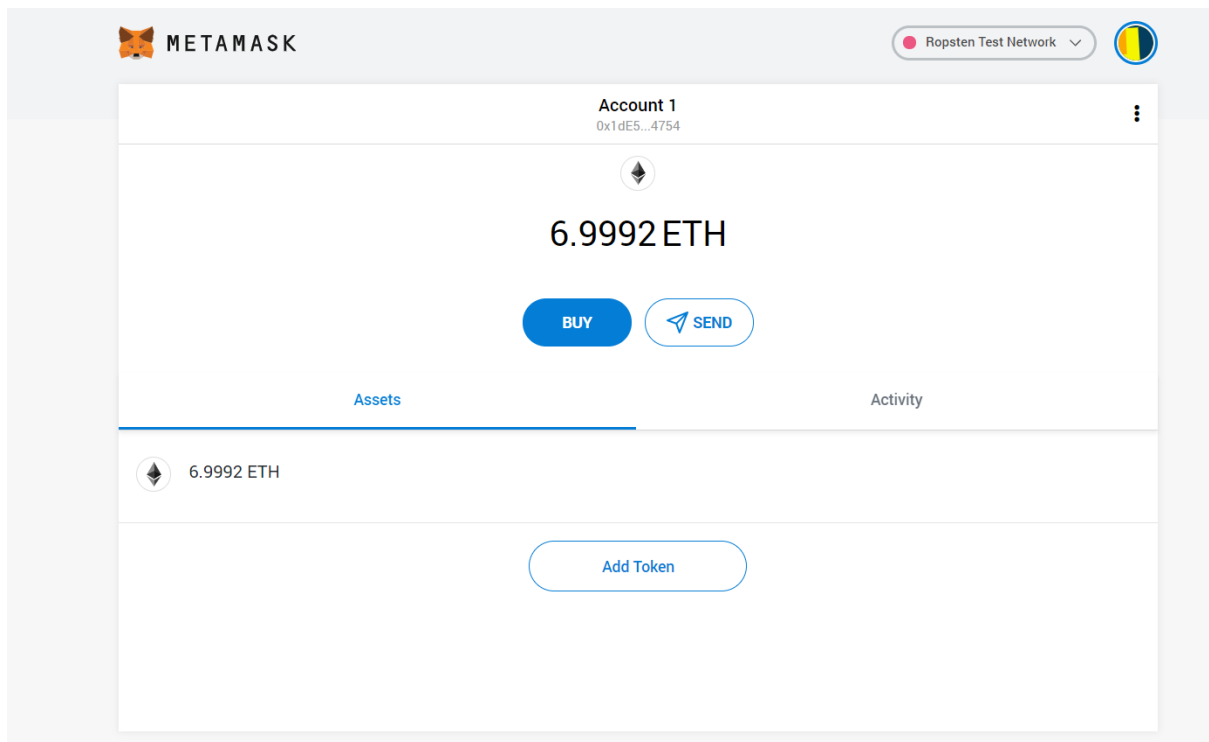 METAMASK
Ropsten Test Network
Account 1
0x1dE5...4754
6.9992 ETH
BUY
SEND
Assets
Activity
6.9992 ETH
Add Token